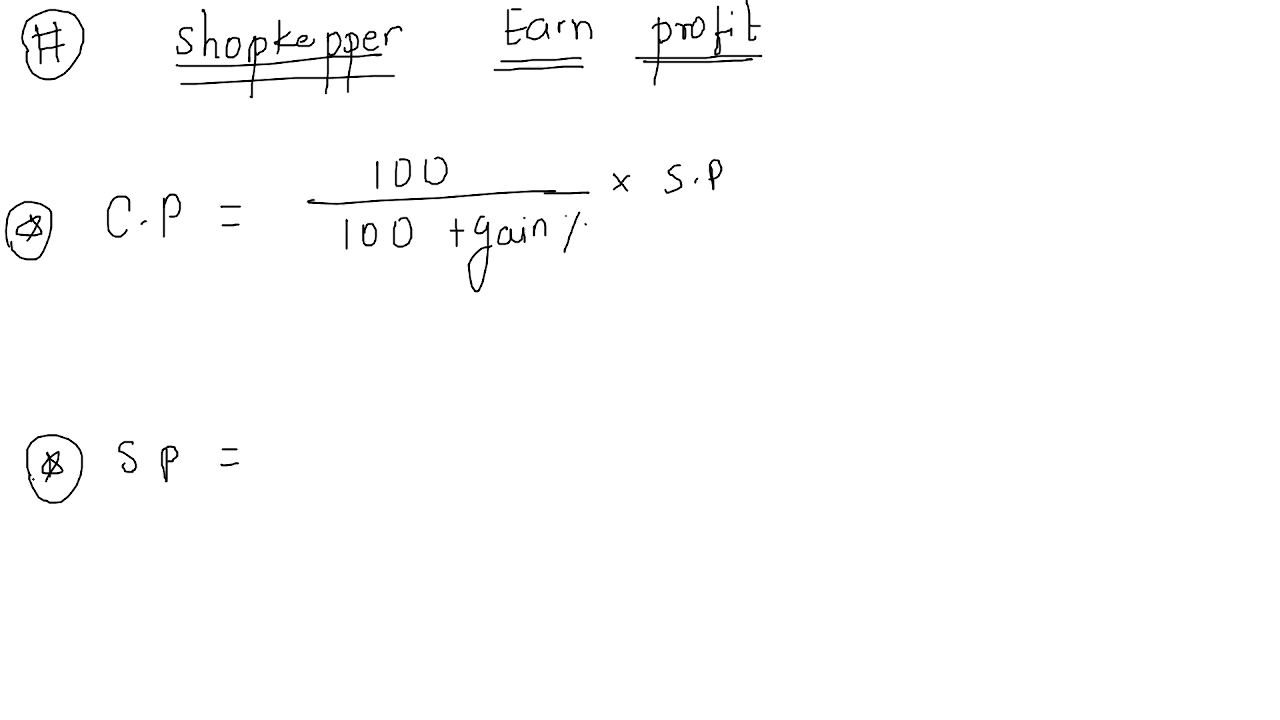 # shopkepper Earn profit
☆ C.P = 100 / 100 + gain % × S.P
☆ S P =